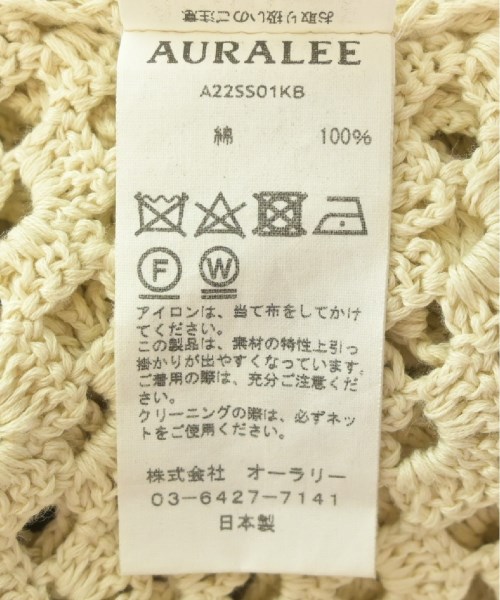 お取り扱いのご注意
AURALEE
A22SS01KB
綿 100%
F W
アイロンは、当て布をしてかけ
てください。
この製品は、素材の特性上引っ
掛かりが出やすくなっています。
ご着用の際は、充分ご注意くだ
さい。
クリーニングの際は、必ずネッ
トをご使用ください。
株式会社 オーラリー
03-6427-7141
日本製